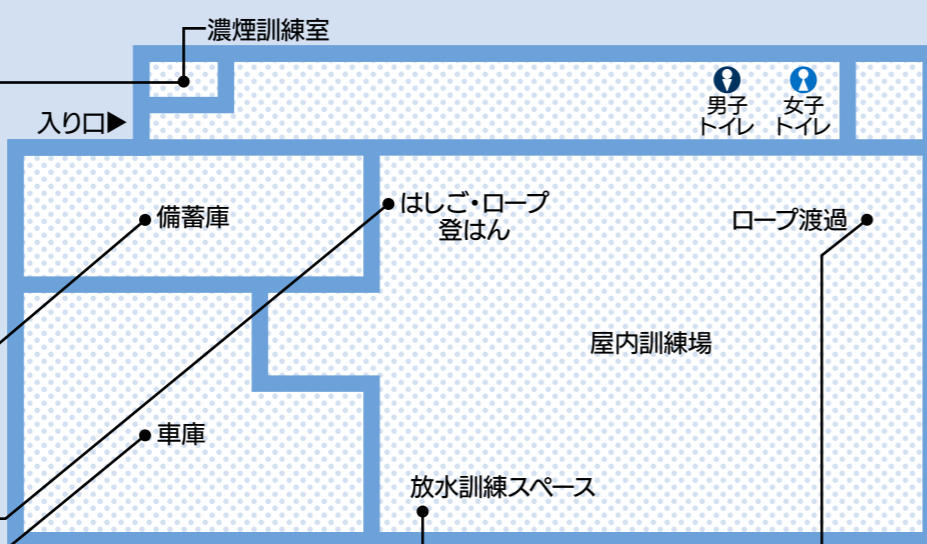 濃煙訓練室
男子
トイレ
女子
トイレ
入り口▶
備蓄庫
はしご・ロープ
登はん
ロープ渡過
屋内訓練場
車庫
放水訓練スペース